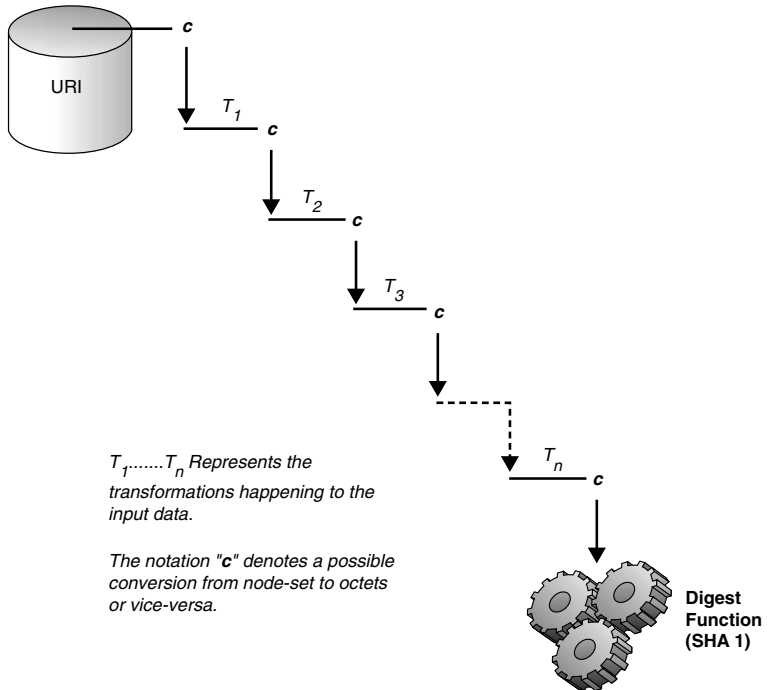 c
URI
T1
c
T2
c
T3
c
Tn
c
T1.......Tn Represents the
transformations happening to the
input data.
The notation "c" denotes a possible
conversion from node-set to octets
or vice-versa.
Digest
Function
(SHA 1)